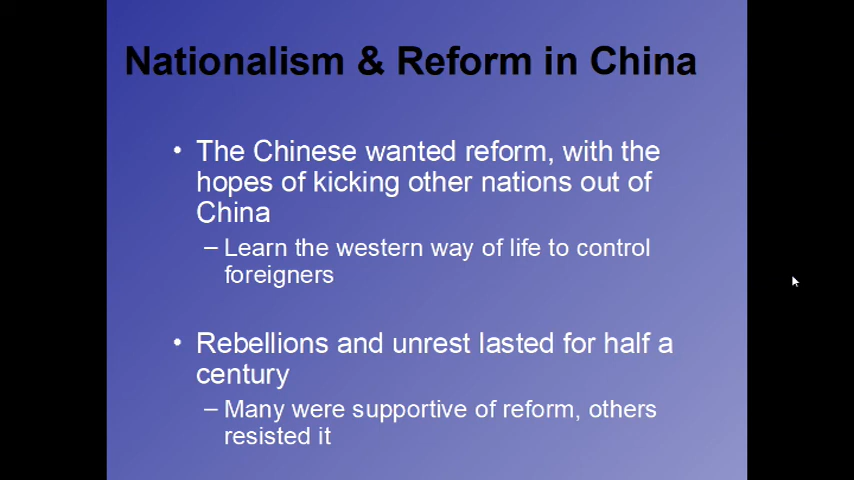 Nationalism & Reform in China
• The Chinese wanted reform, with the
hopes of kicking other nations out of
China
– Learn the western way of life to control
foreigners
• Rebellions and unrest lasted for half a
century
– Many were supportive of reform, others
resisted it